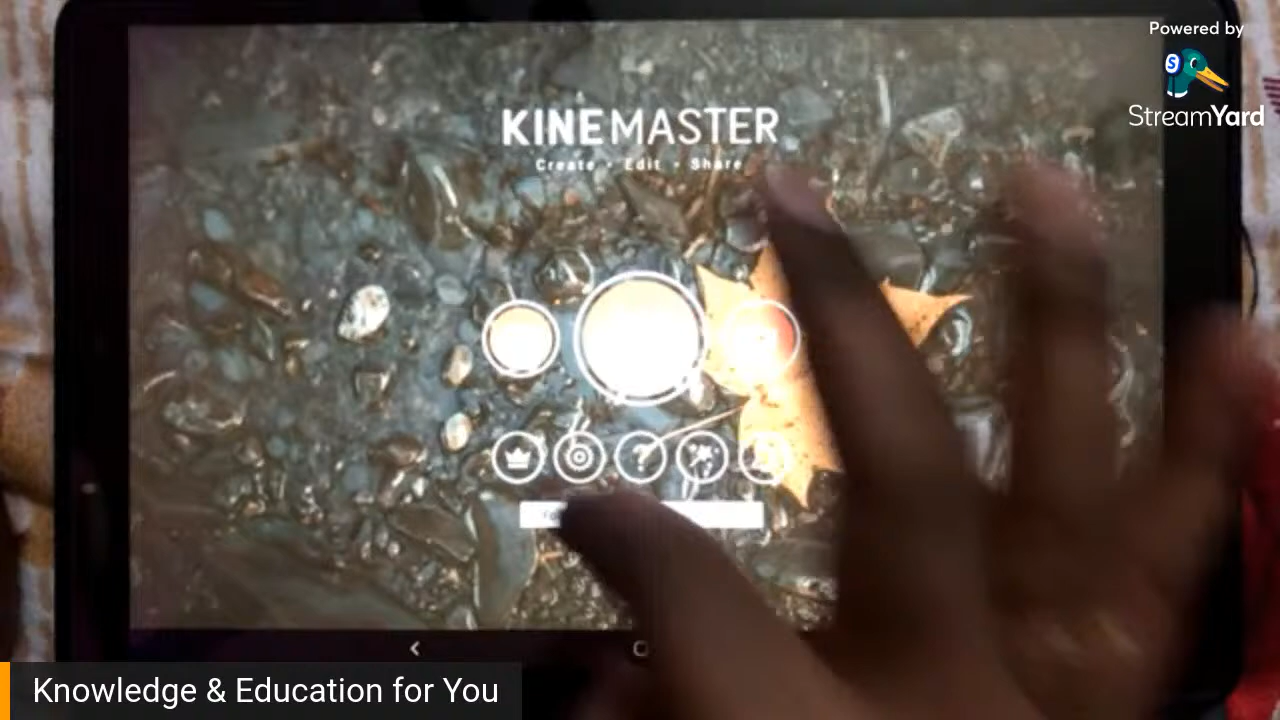 Powered by
StreamYard
KINEMASTER
Create • Edit • Share
Knowledge & Education for You